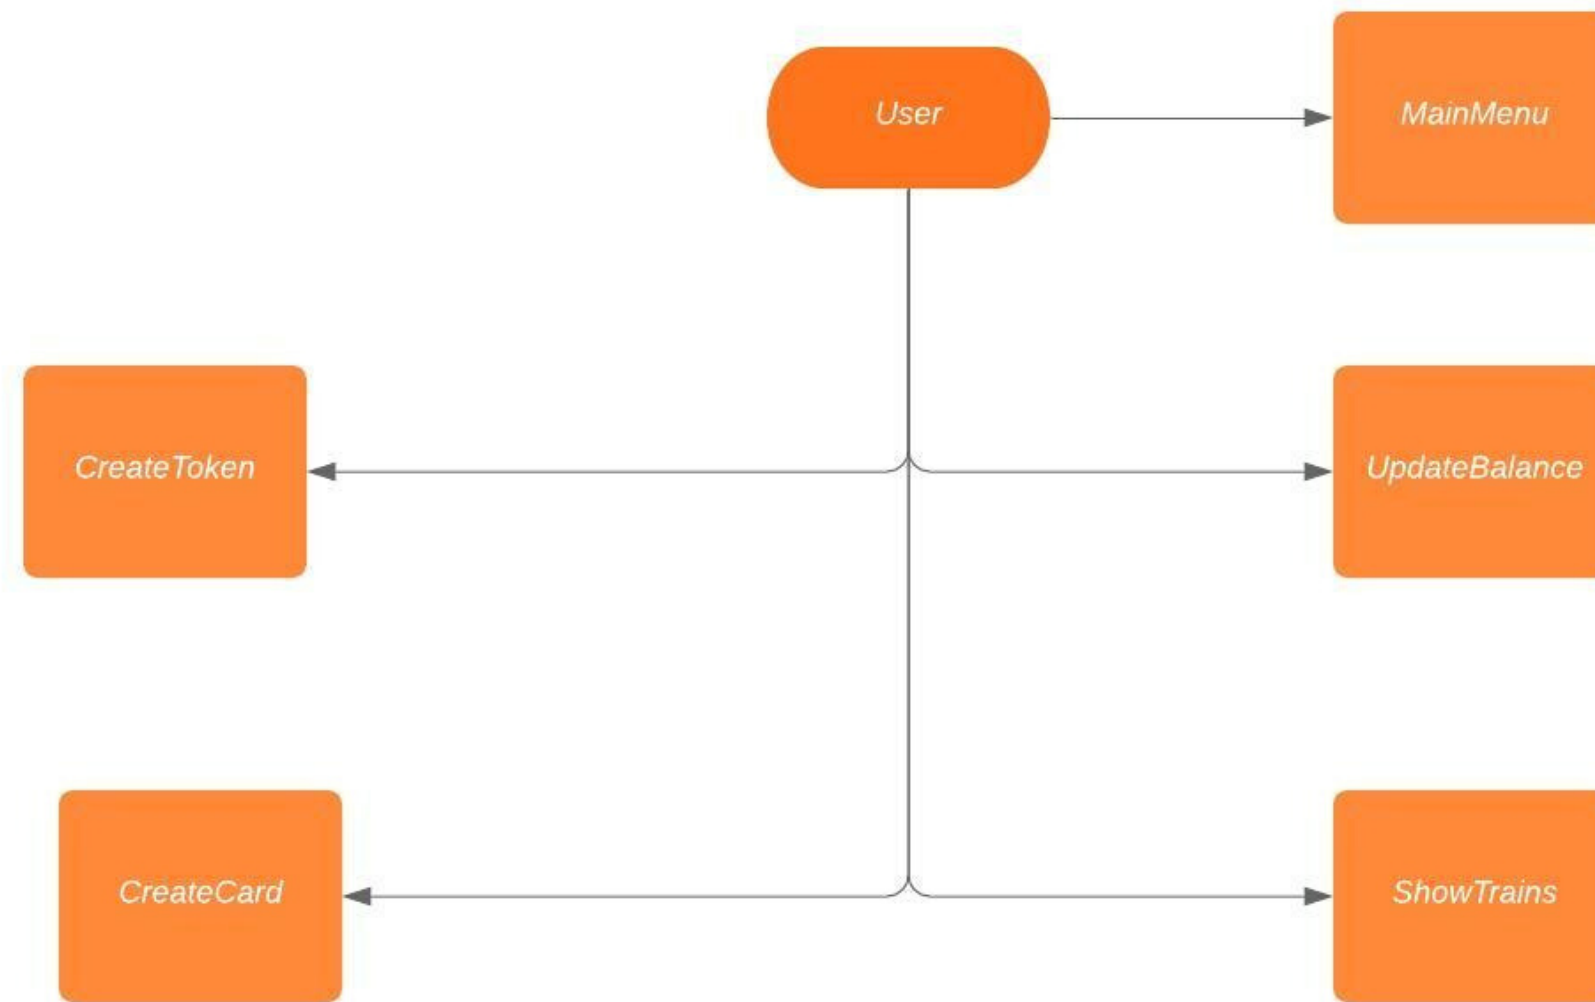 User
MainMenu
CreateToken
UpdateBalance
CreateCard
ShowTrains